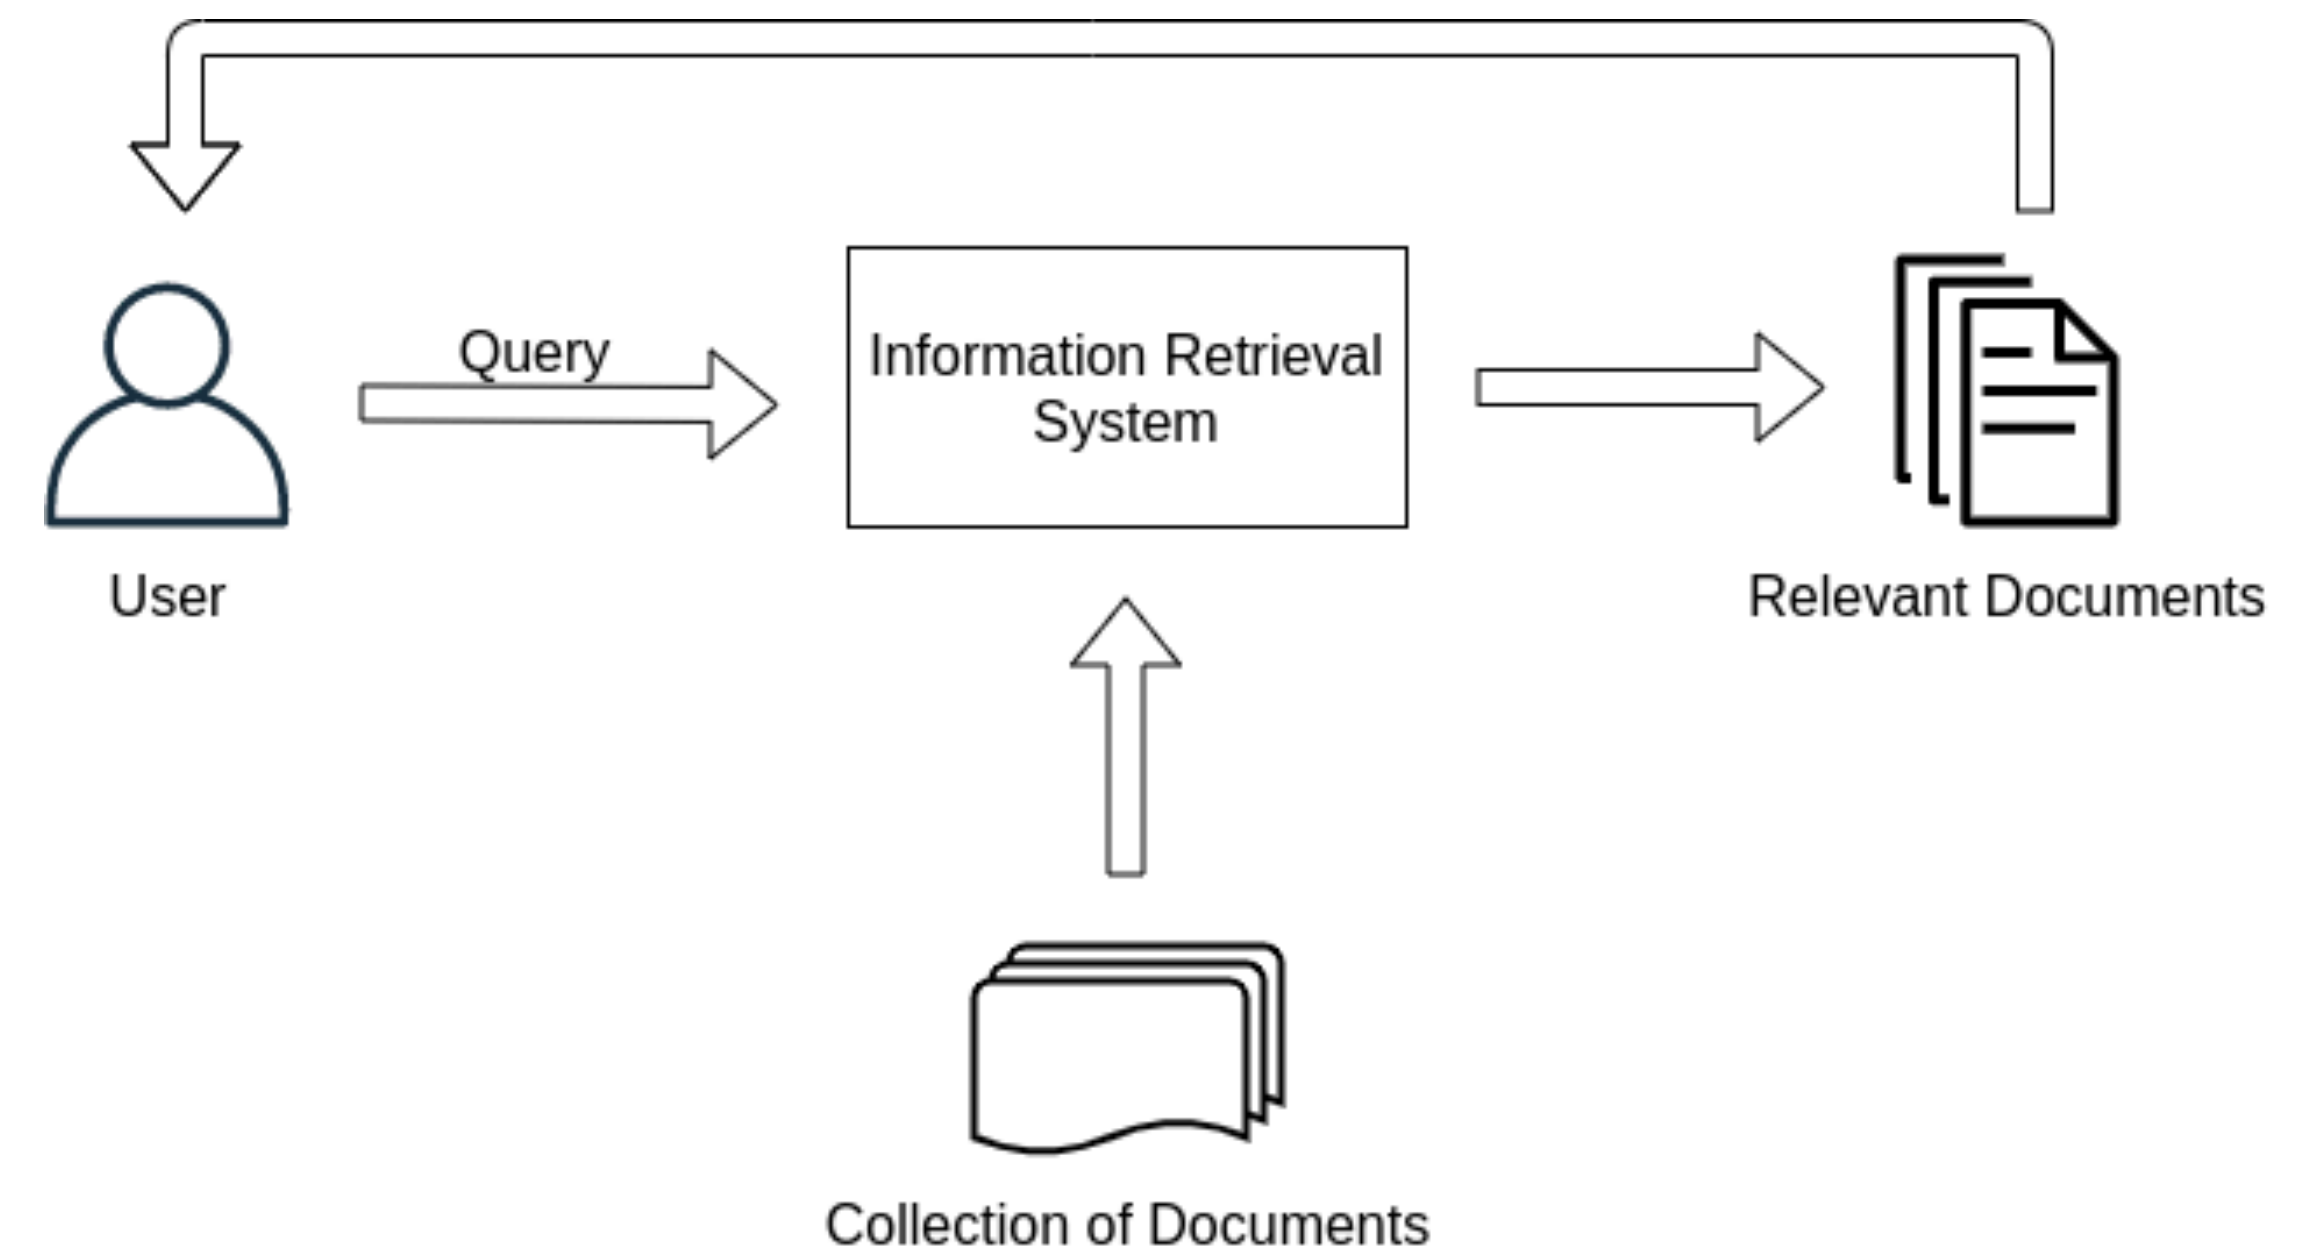 Query
Information Retrieval
System
User
Relevant Documents
Collection of Documents